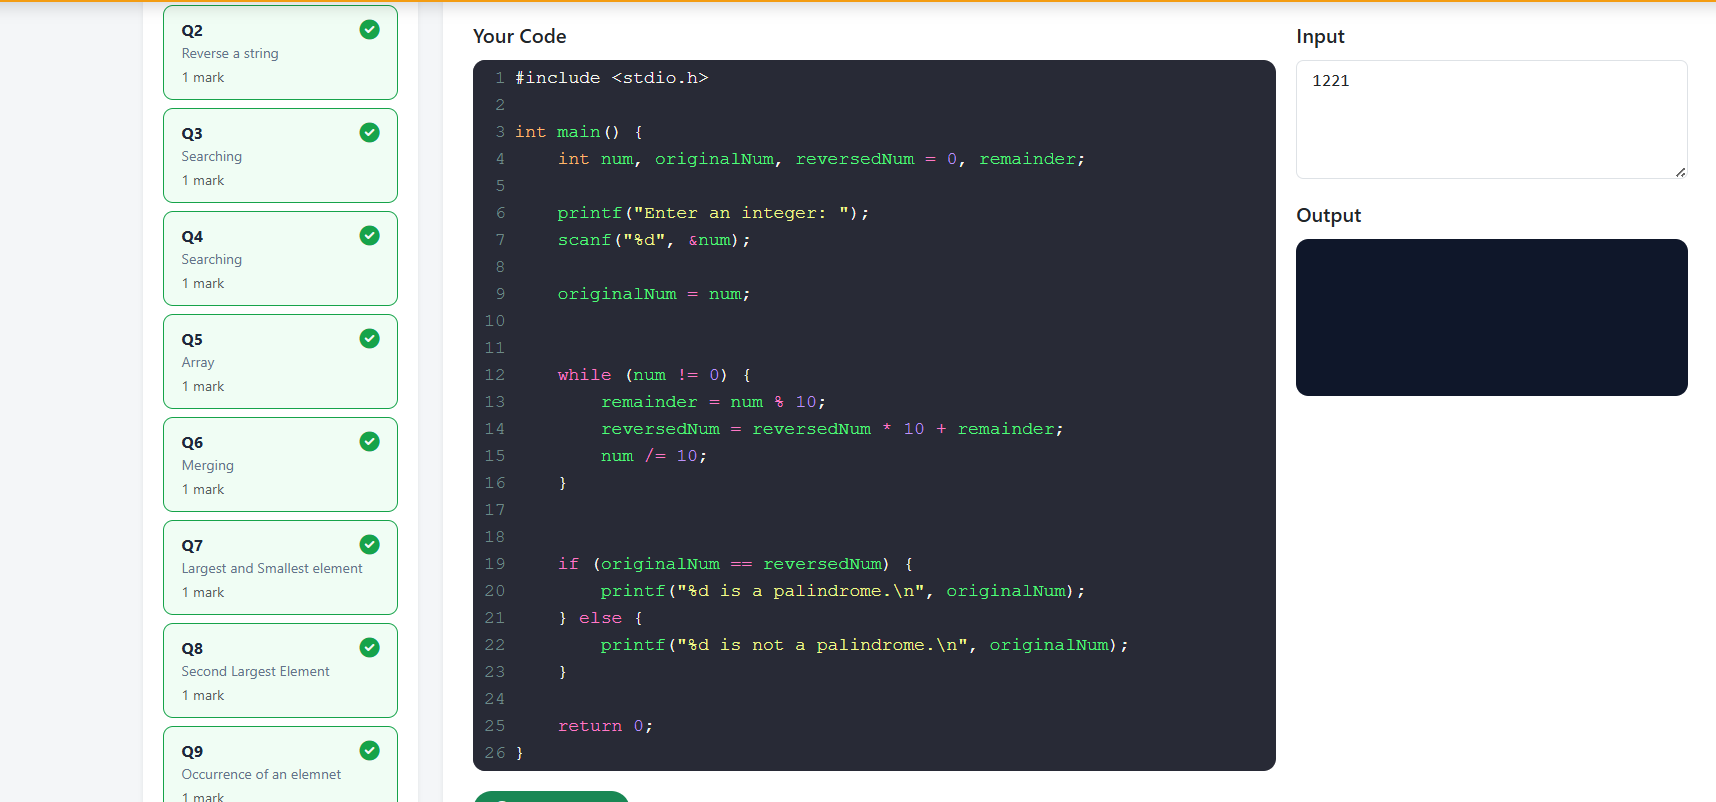 Q2
Reverse a string
1 mark
Q3
Searching
1 mark
Q4
Searching
1 mark
Q5
Array
1 mark
Q6
Merging
1 mark
Q7
Largest and Smallest element
1 mark
Q8
Second Largest Element
1 mark
Q9
Occurrence of an elemnet
1 mark
Your Code
1 #include <stdio.h>
2
3 int main() {
4     int num, originalNum, reversedNum = 0, remainder;
5
6     printf("Enter an integer: ");
7     scanf("%d", &num);
8
9     originalNum = num;
10
11
12     while (num != 0) {
13         remainder = num % 10;
14         reversedNum = reversedNum * 10 + remainder;
15         num /= 10;
16     }
17
18
19     if (originalNum == reversedNum) {
20         printf("%d is a palindrome.\n", originalNum);
21     } else {
22         printf("%d is not a palindrome.\n", originalNum);
23     }
24
25     return 0;
26 }
Input
1221
Output